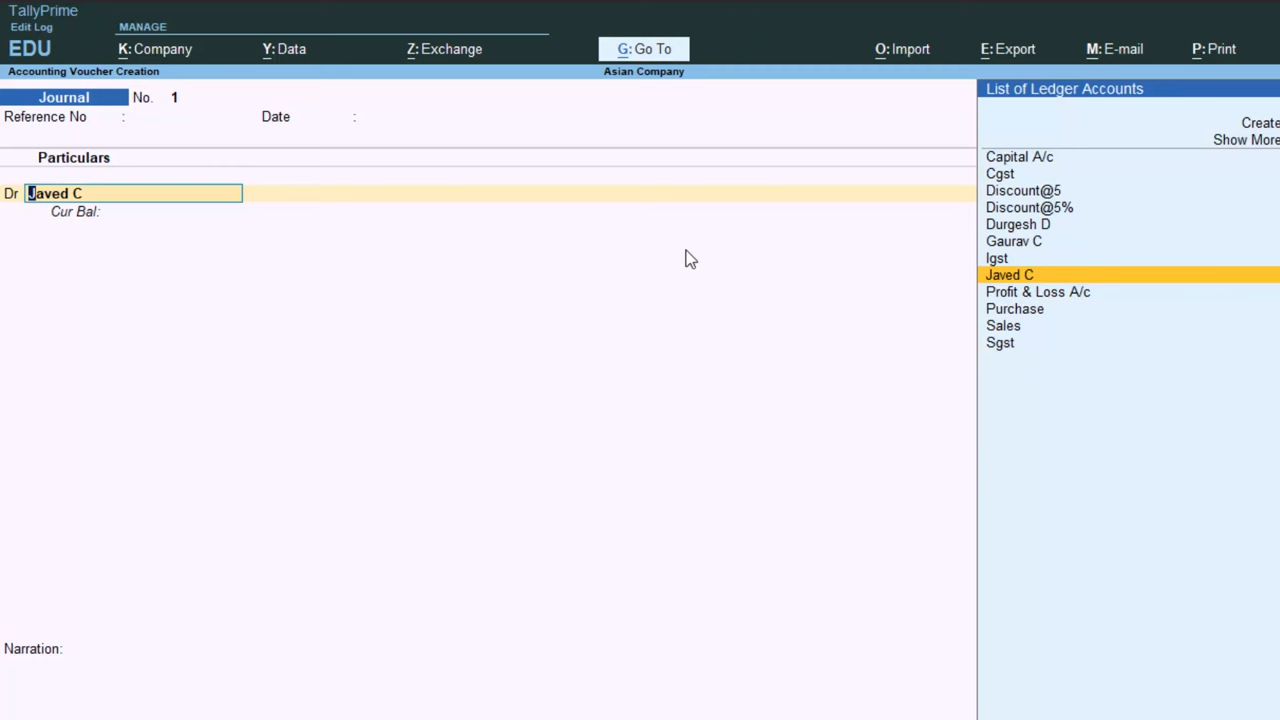 TallyPrime
Edit Log
MANAGE
EDU
K: Company
Y: Data
Z: Exchange
G: Go To
O: Import
E: Export
M: E-mail
P: Print
Accounting Voucher Creation
Asian Company
Journal No. 1
Reference No :
Date :
Particulars
Dr Javed C
Cur Bal:
Narration:
List of Ledger Accounts
Create
Show More
Capital A/c
Cgst
Discount@5
Discount@5%
Durgesh D
Gaurav C
Igst
Javed C
Profit & Loss A/c
Purchase
Sales
Sgst